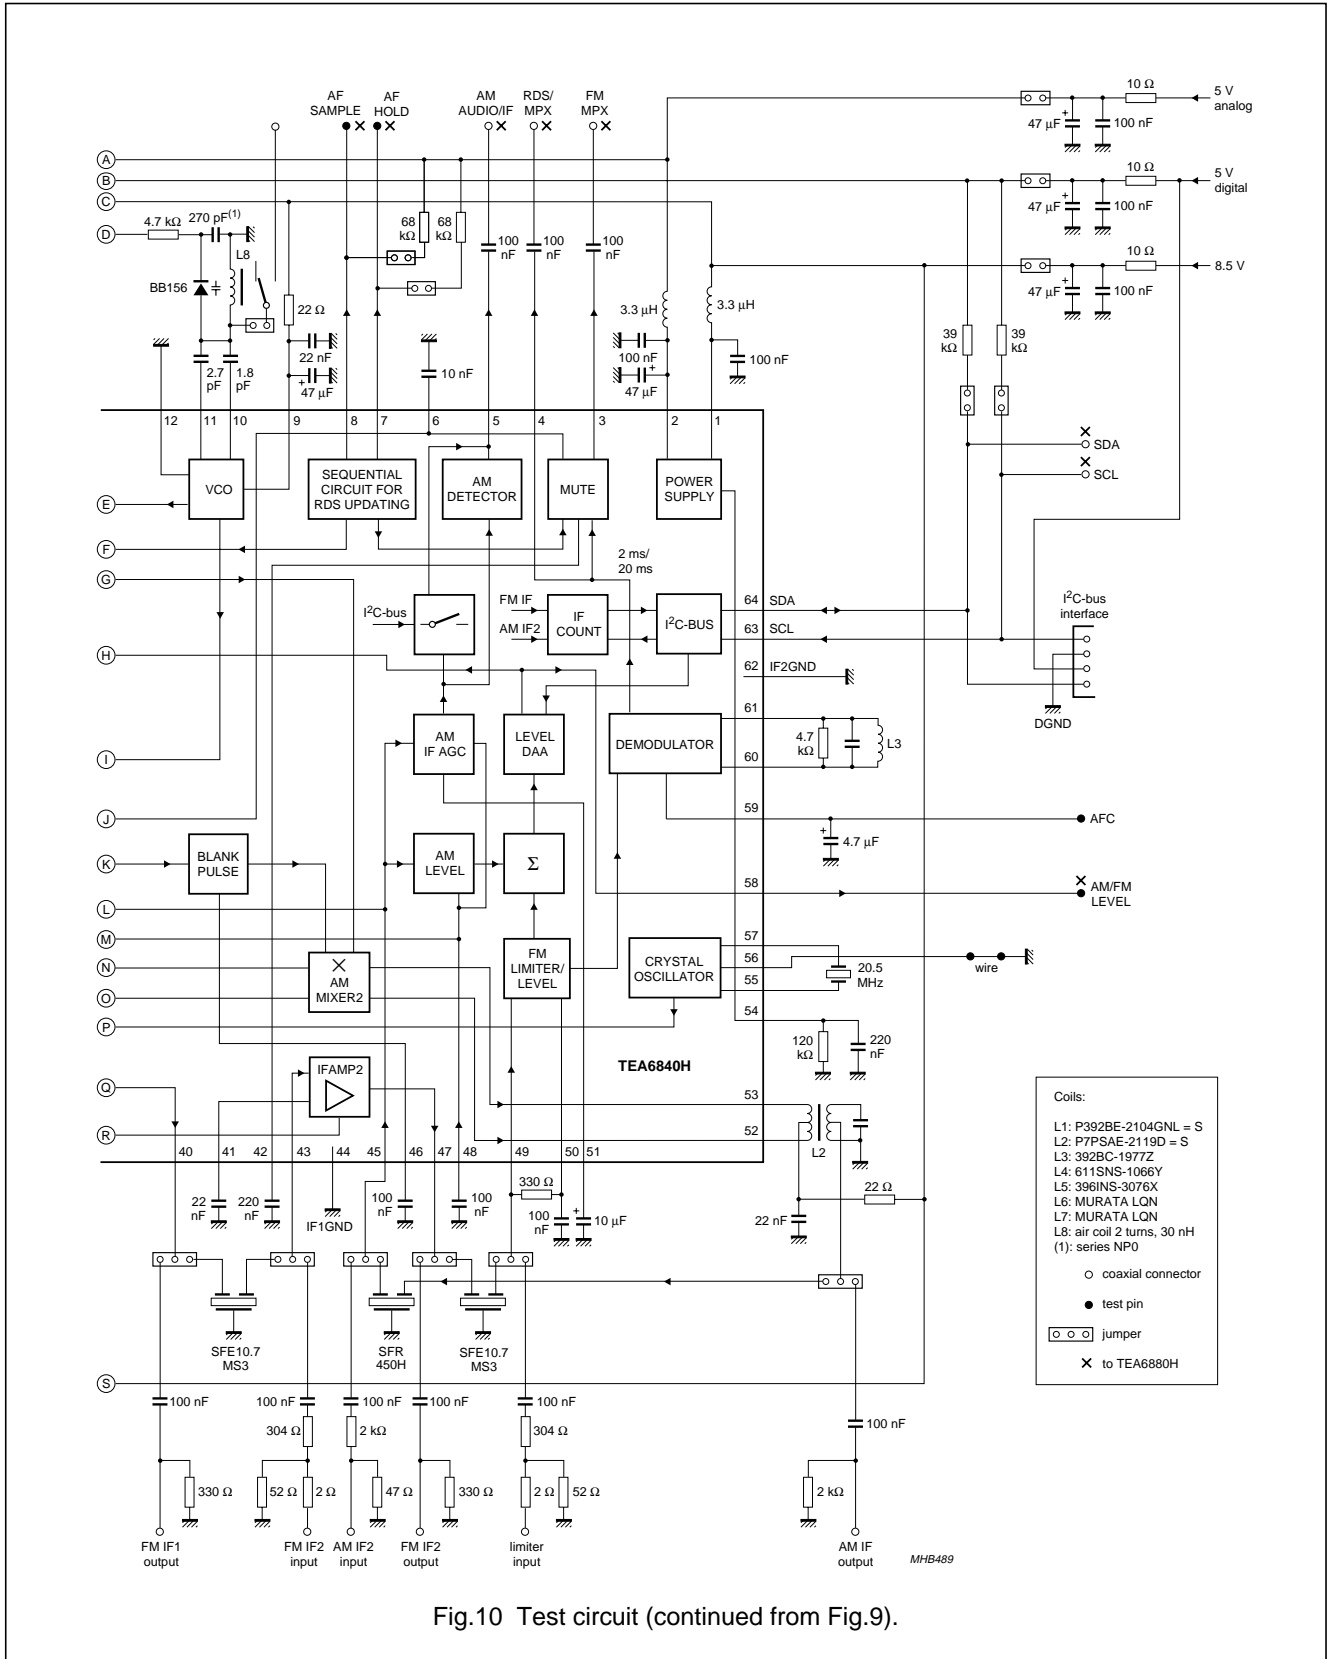 AF SAMPLE
AF HOLD
AM AUDIO/IF
RDS/MPX
FM MPX
10 Ω
5 V analog
47 µF
+
100 nF
A
B
C
D
10 Ω
5 V digital
47 µF
+
100 nF
10 Ω
8.5 V
47 µF
+
100 nF
4.7 kΩ
270 pF(1)
L8
BB156
22 Ω
68 kΩ
68 kΩ
100 nF
100 nF
100 nF
3.3 µH
3.3 µH
39 kΩ
39 kΩ
2.7 pF
1.8 pF
22 nF
+
47 µF
10 nF
100 nF
+
47 µF
100 nF
12
11
10
9
8
7
6
5
4
3
2
1
SDA
SCL
VCO
SEQUENTIAL CIRCUIT FOR RDS UPDATING
AM DETECTOR
MUTE
POWER SUPPLY
E
F
G
2 ms/ 20 ms
I2C-bus
FM IF
AM IF2
IF COUNT
I2C-BUS
64
SDA
63
SCL
62
IF2GND
I2C-bus interface
DGND
H
I
AM IF AGC
LEVEL DAA
DEMODULATOR
61
60
4.7 kΩ
L3
59
AFC
+
4.7 µF
J
K
BLANK PULSE
AM LEVEL
Σ
58
AM/FM LEVEL
L
M
N
O
P
AM MIXER2
FM LIMITER/ LEVEL
CRYSTAL OSCILLATOR
57
56
55
20.5 MHz
wire
54
120 kΩ
220 nF
TEA6840H
Q
R
IFAMP2
53
52
L2
40
41
42
43
44
45
46
47
48
49
50
51
22 nF
220 nF
IF1GND
100 nF
100 nF
330 Ω
100 nF
+
10 µF
22 nF
22 Ω
SFE10.7 MS3
SFR 450H
SFE10.7 MS3
S
100 nF
100 nF
100 nF
100 nF
100 nF
100 nF
304 Ω
2 kΩ
304 Ω
330 Ω
52 Ω
2 Ω
47 Ω
330 Ω
2 Ω
52 Ω
2 kΩ
FM IF1 output
FM IF2 input
AM IF2 input
FM IF2 output
limiter input
AM IF output
MHB489
Coils:
L1: P392BE-2104GNL = S
L2: P7PSAE-2119D = S
L3: 392BC-1977Z
L4: 611SNS-1066Y
L5: 396INS-3076X
L6: MURATA LQN
L7: MURATA LQN
L8: air coil 2 turns, 30 nH
(1): series NP0
coaxial connector
test pin
jumper
to TEA6880H
Fig.10 Test circuit (continued from Fig.9).